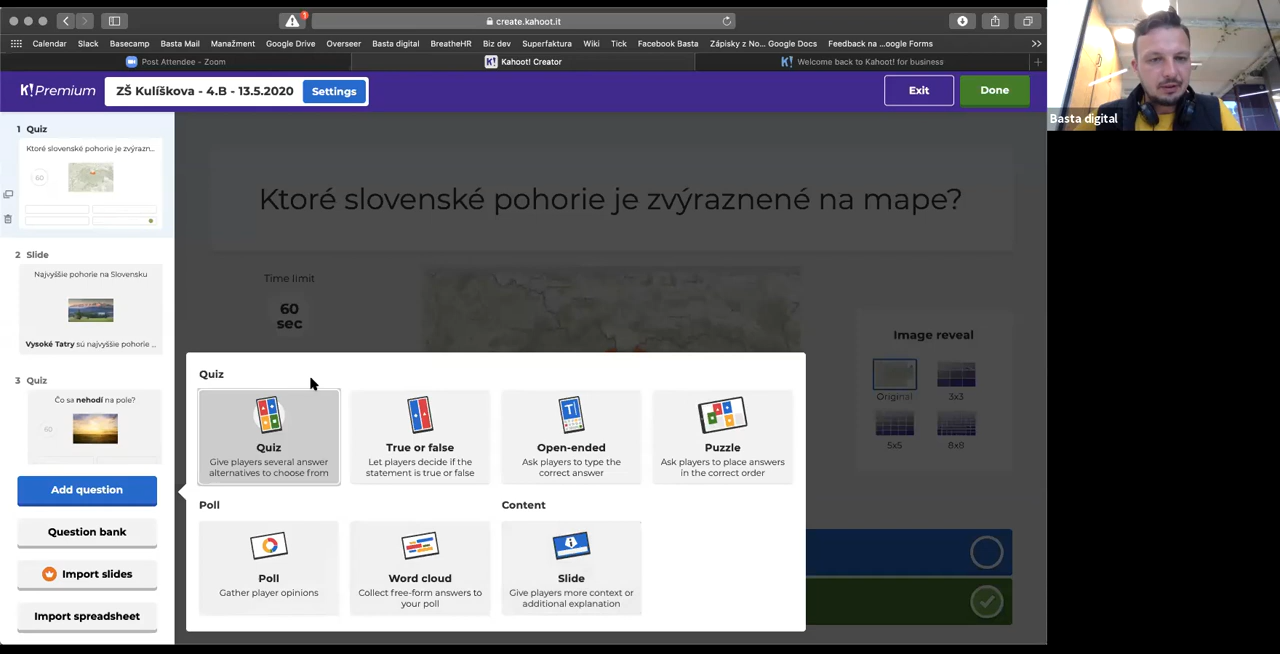 create.kahoot.it
Calendar Slack Basecamp Basta Mail Manažment Google Drive Overseer Basta digital BreatheHR Biz dev Superfaktura Wiki Tick Facebook Basta Zápisky z No... Google Docs Feedback na ...oogle Forms
Post Attendee - Zoom
Kahoot! Creator
Welcome back to Kahoot! for business
K!Premium
ZŠ Kulíškova - 4.B - 13.5.2020
Settings
Exit
Done
Basta digital
1 Quiz
Ktoré slovenské pohorie je zvýrazn...
60
2 Slide
Najvyššie pohorie na Slovensku
Vysoké Tatry sú najvyššie pohorie ...
3 Quiz
Čo sa nehodí na pole?
60
Add question
Question bank
Import slides
Import spreadsheet
Ktoré slovenské pohorie je zvýraznené na mape?
Time limit
60
sec
Image reveal
Original
3x3
5x5
8x8
Quiz
Quiz
Give players several answer
alternatives to choose from
True or false
Let players decide if the
statement is true or false
Open-ended
Ask players to type the
correct answer
Puzzle
Ask players to place answers
in the correct order
Poll
Content
Poll
Gather player opinions
Word cloud
Collect free-form answers to
your poll
Slide
Give players more context or
additional explanation